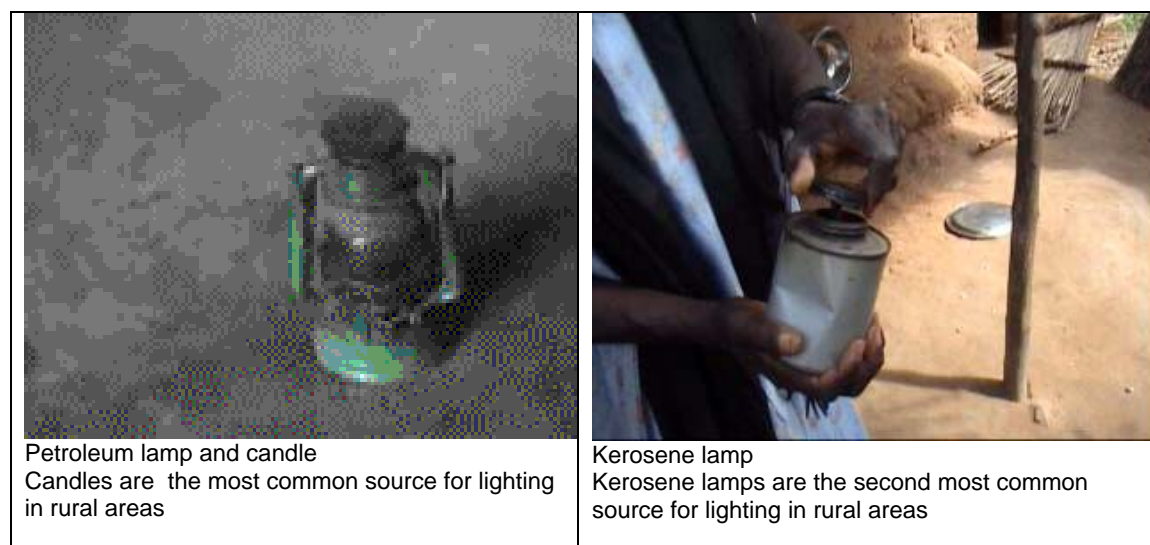 Petroleum lamp and candle
Candles are  the most common source for lighting
in rural areas
Kerosene lamp
Kerosene lamps are the second most common
source for lighting in rural areas